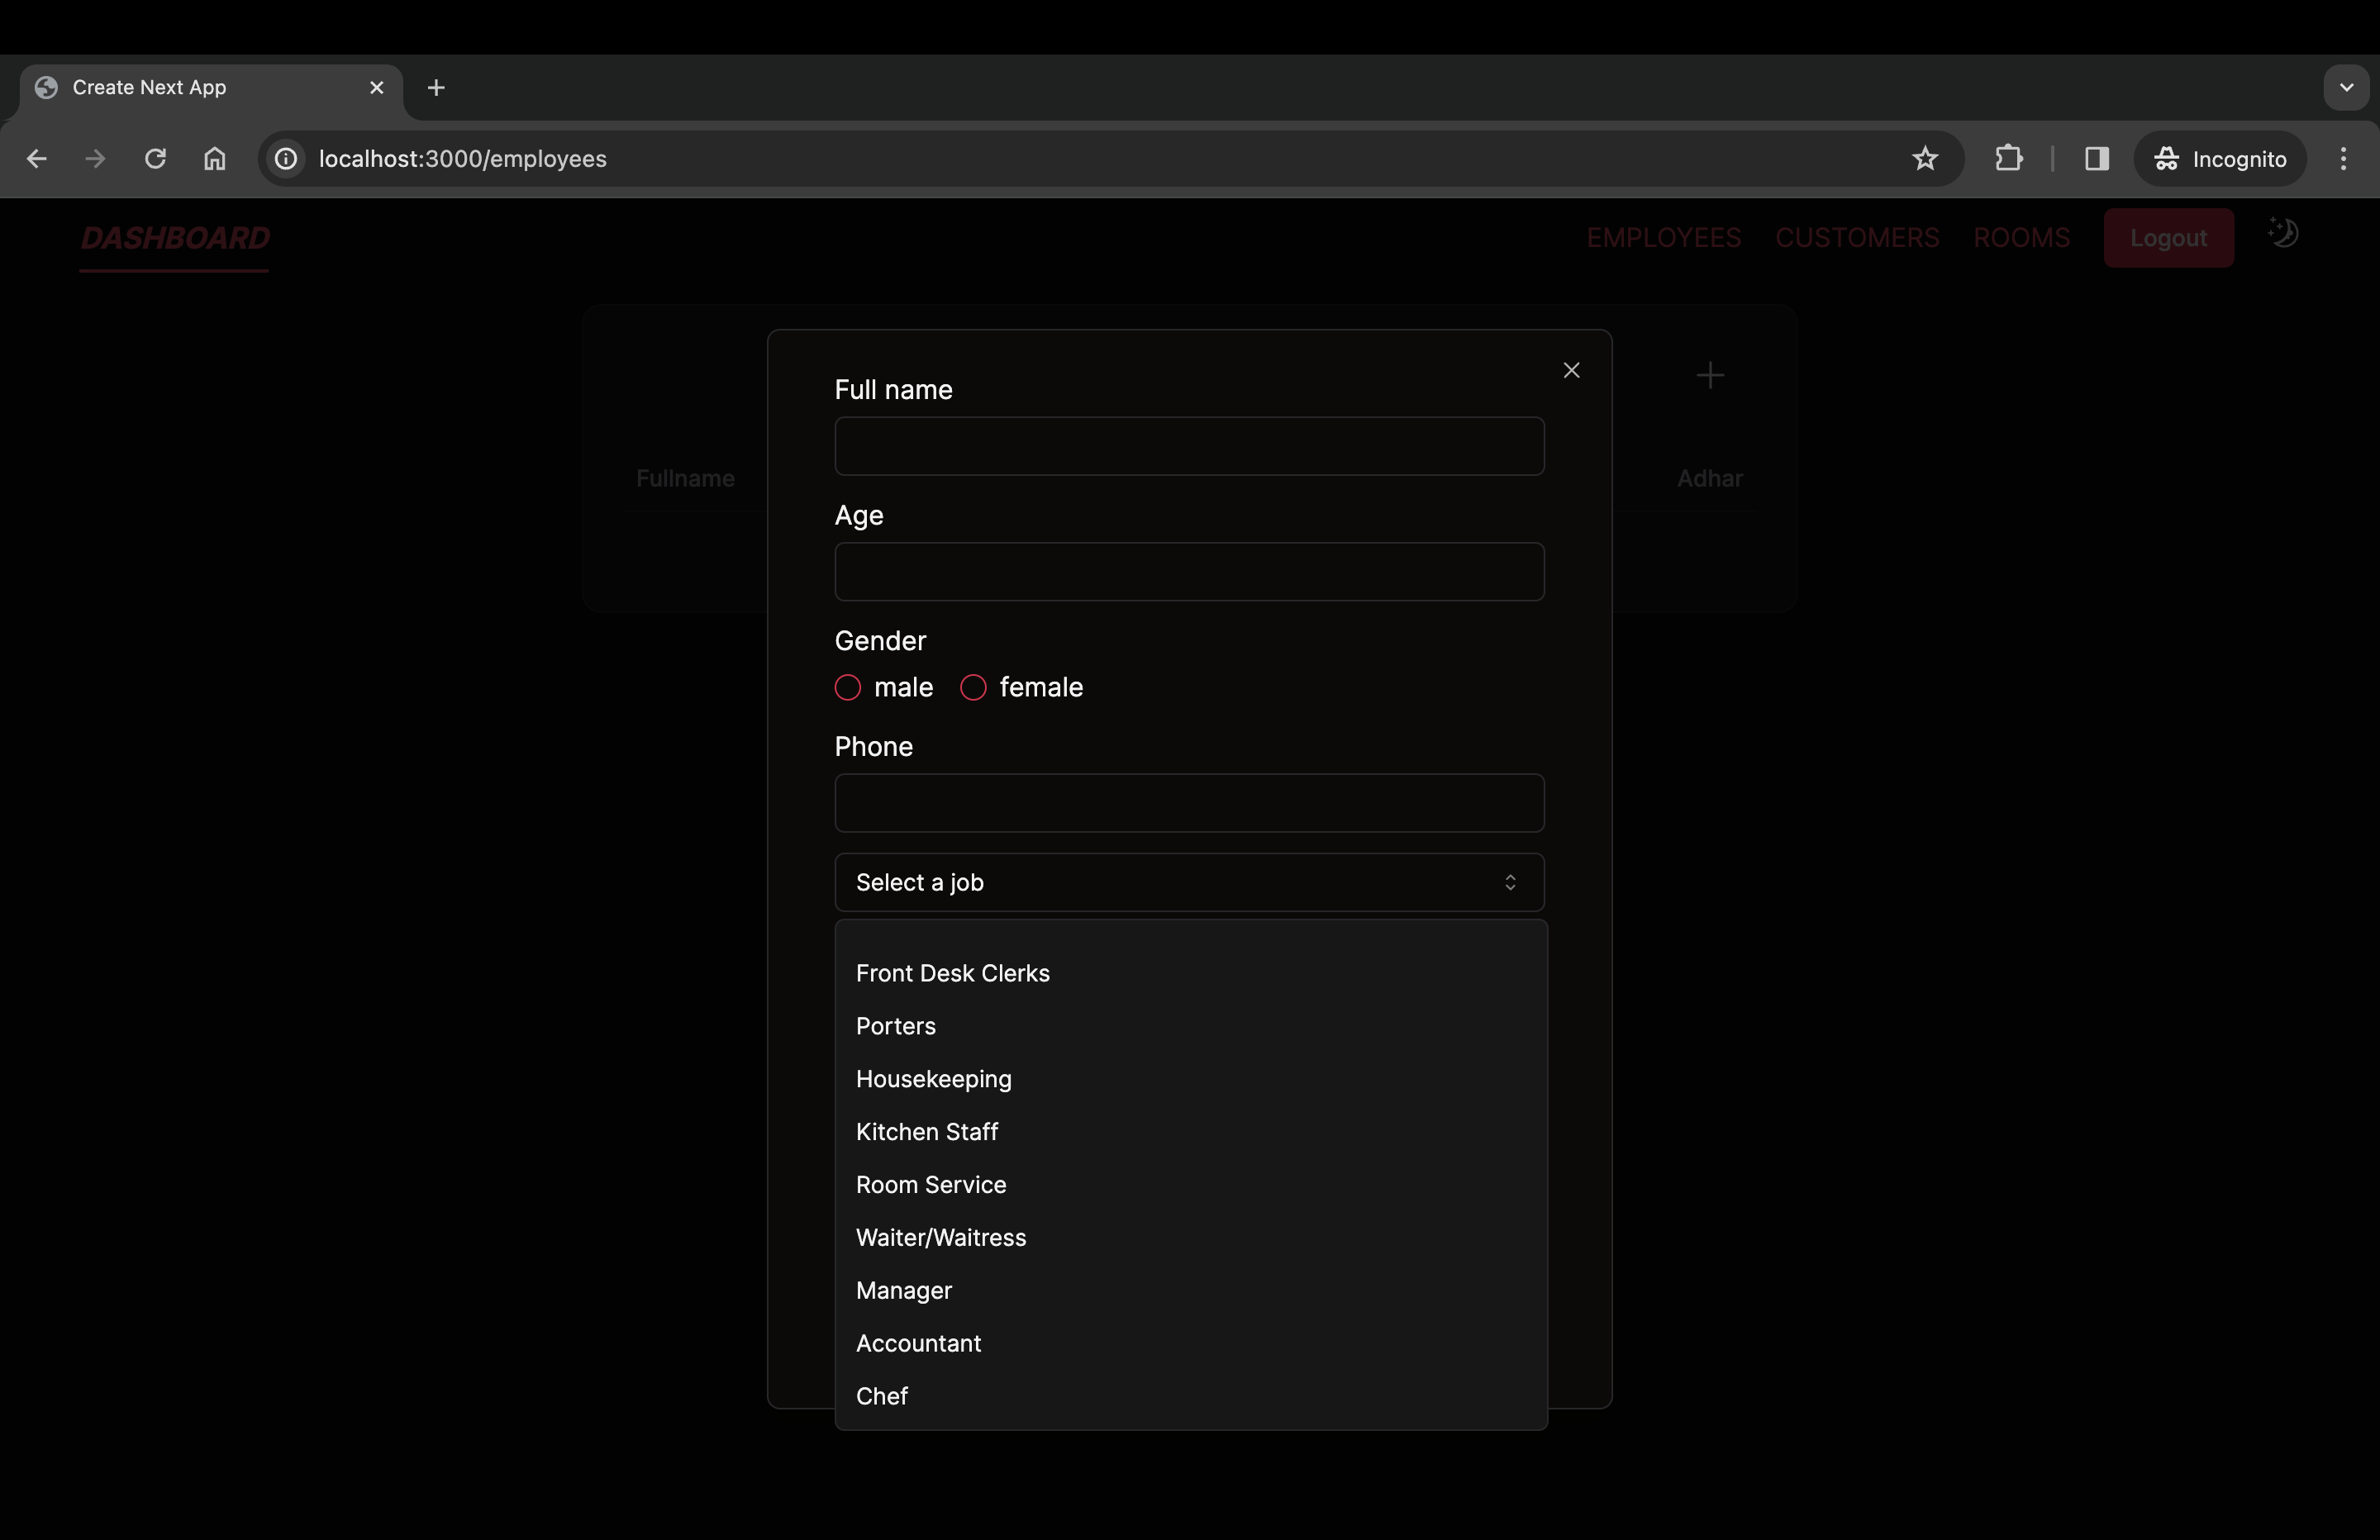 Create Next App
localhost:3000/employees
Incognito
DASHBOARD
EMPLOYEES CUSTOMERS ROOMS Logout
Full name
Fullname
Adhar
Age
Gender
male female
Phone
Select a job
Front Desk Clerks
Porters
Housekeeping
Kitchen Staff
Room Service
Waiter/Waitress
Manager
Accountant
Chef